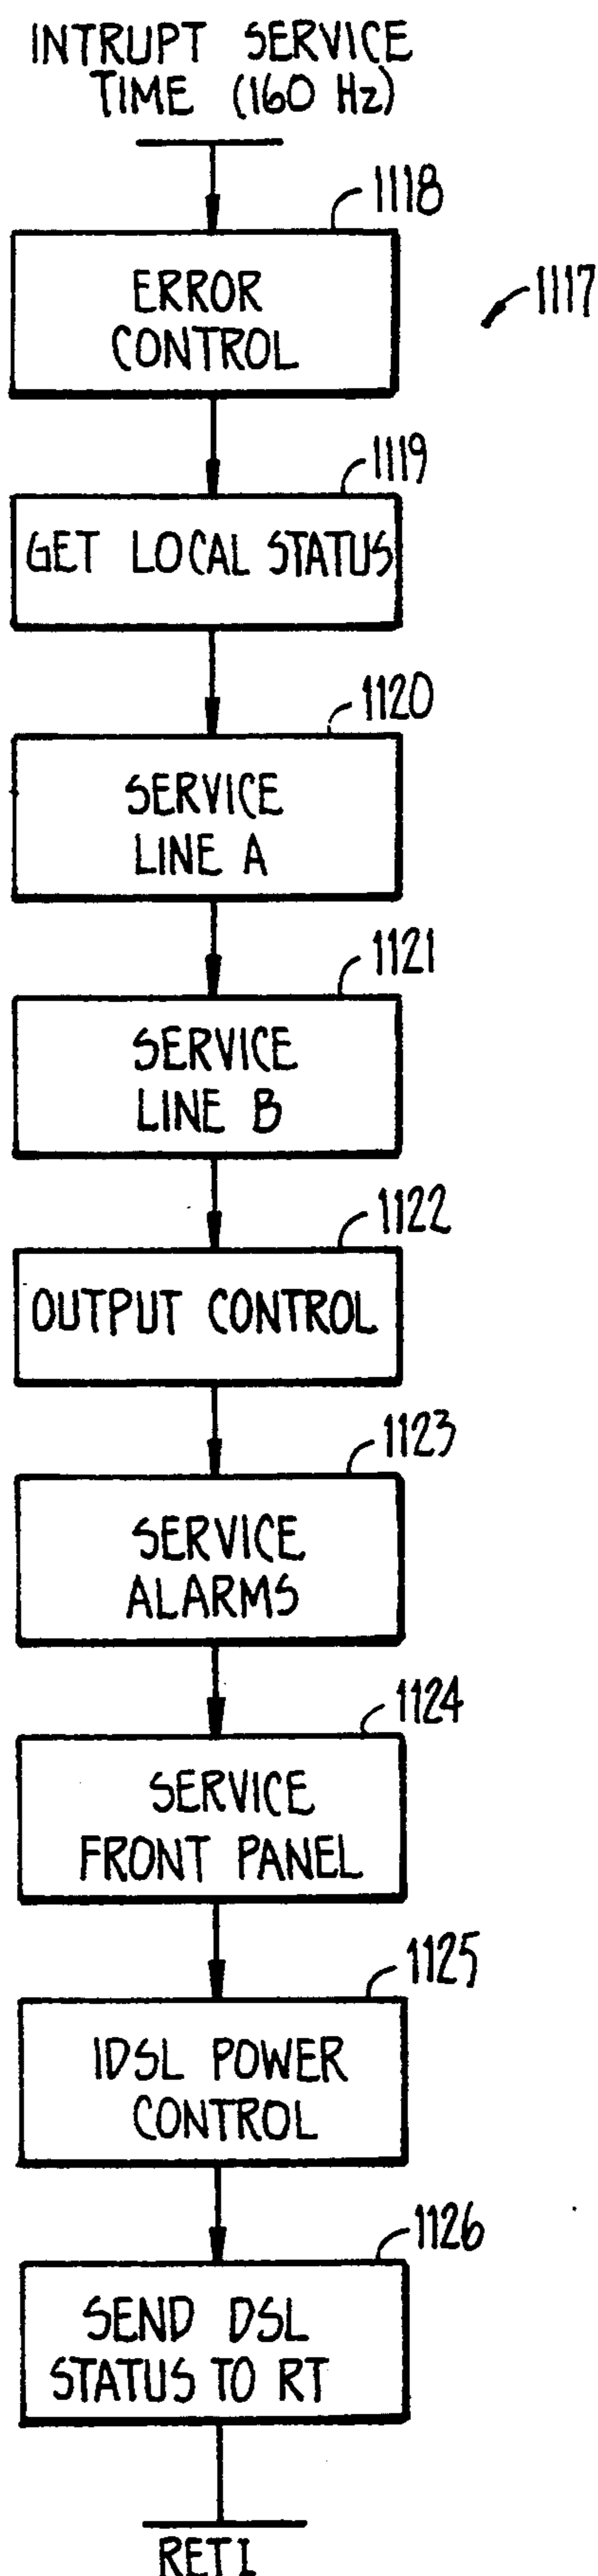 INTRUPT SERVICE
TIME (160 Hz)
1118
ERROR
CONTROL
1117
1119
GET LOCAL STATUS
1120
SERVICE
LINE A
1121
SERVICE
LINE B
1122
OUTPUT CONTROL
1123
SERVICE
ALARMS
1124
SERVICE
FRONT PANEL
1125
IDSL POWER
CONTROL
1126
SEND DSL
STATUS TO RT
RETI